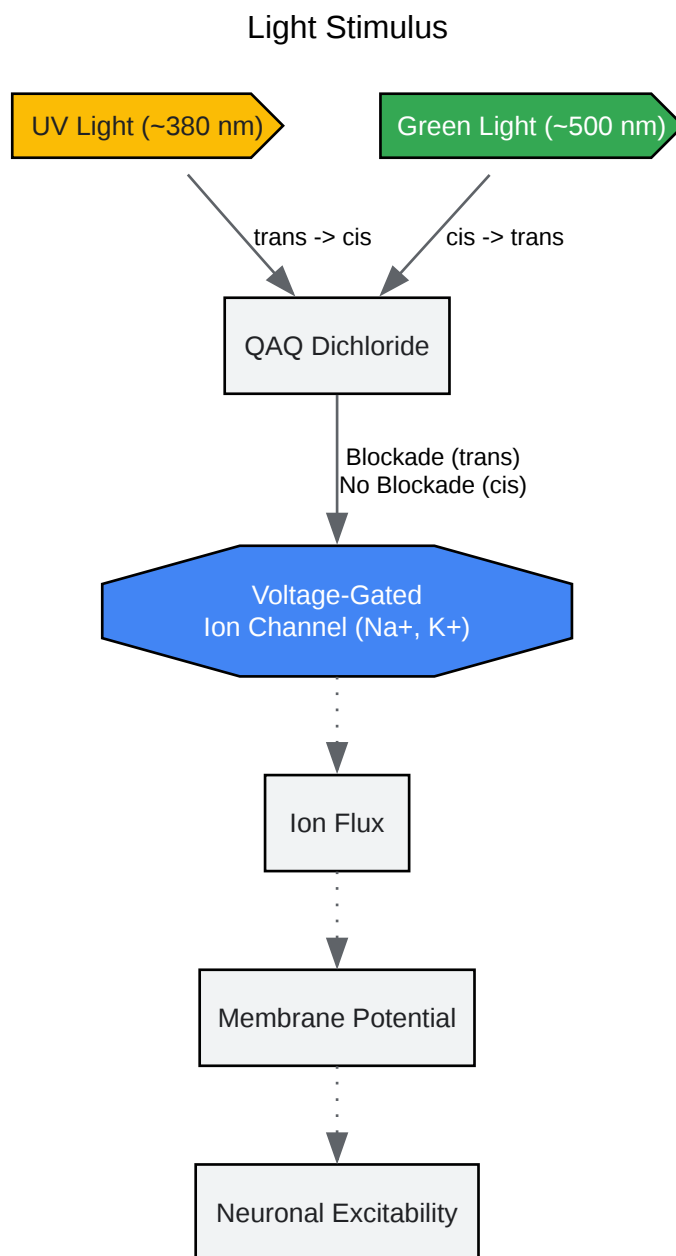 Light Stimulus
UV Light (~380 nm)
Green Light (~500 nm)
trans -> cis
cis -> trans
QAQ Dichloride
Blockade (trans)
No Blockade (cis)
Voltage-Gated
Ion Channel (Na+, K+)
Ion Flux
Membrane Potential
Neuronal Excitability